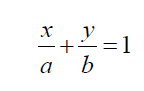 x/a + y/b = 1